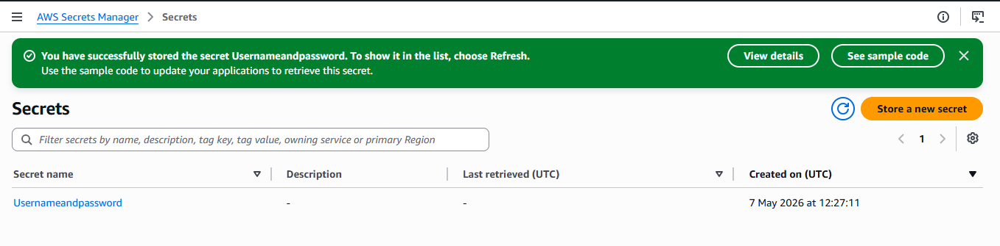 AWS Secrets Manager > Secrets
You have successfully stored the secret Usernameandpassword. To show it in the list, choose Refresh.
Use the sample code to update your applications to retrieve this secret.
View details
See sample code
Secrets
Store a new secret
Filter secrets by name, description, tag key, tag value, owning service or primary Region
1
Secret name Description Last retrieved (UTC) Created on (UTC)
Usernameandpassword - - 7 May 2026 at 12:27:11